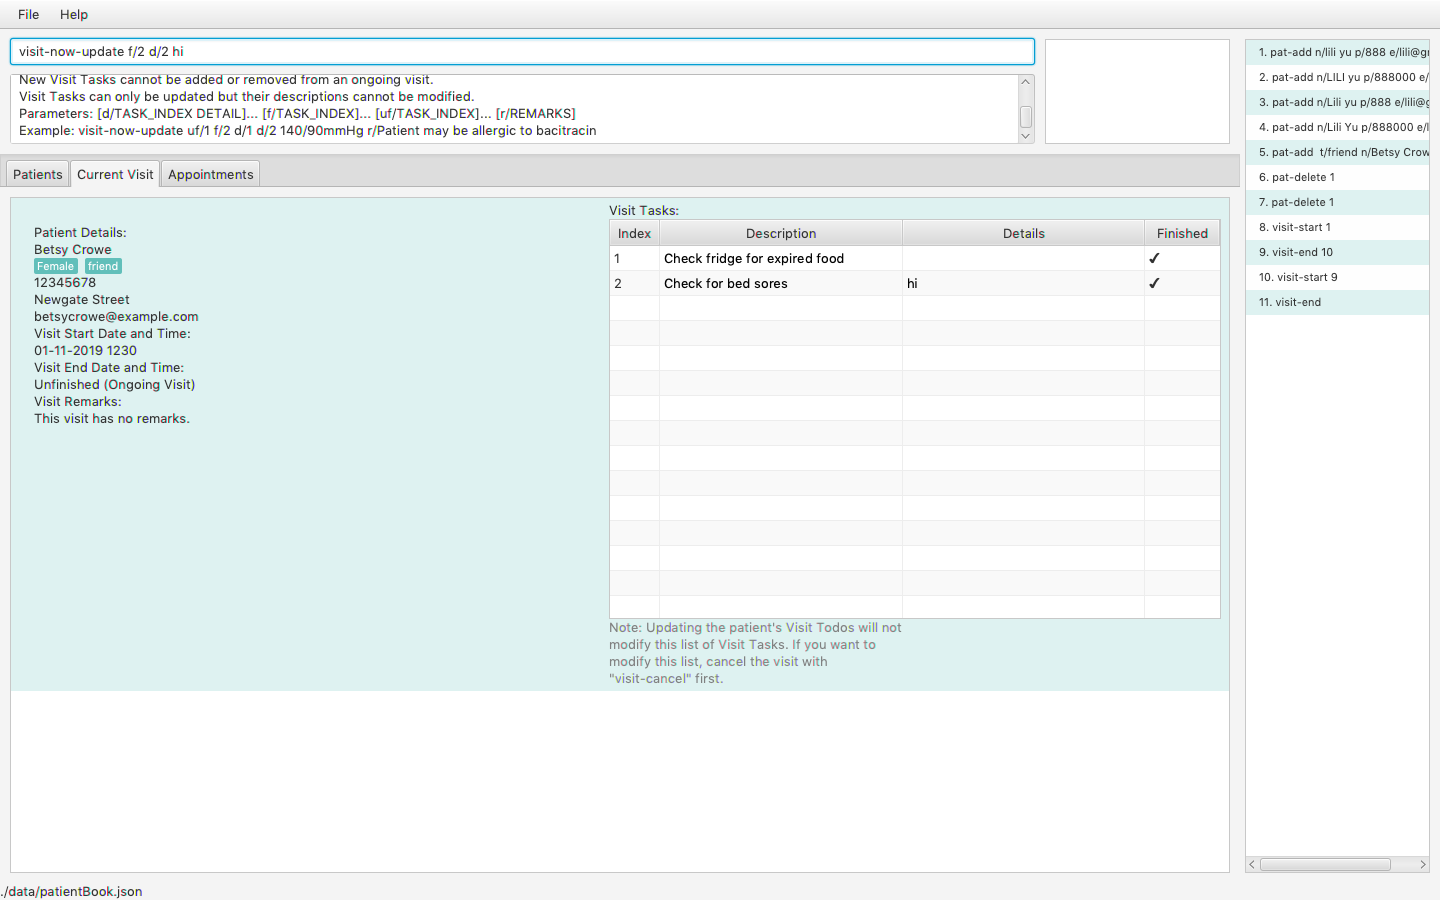 File Help
visit-now-update f/2 d/2 hi
New Visit Tasks cannot be added or removed from an ongoing visit.
Visit Tasks can only be updated but their descriptions cannot be modified.
Parameters: [d/TASK_INDEX DETAIL]... [f/TASK_INDEX]... [uf/TASK_INDEX]... [r/REMARKS]
Example: visit-now-update uf/1 f/2 d/1 d/2 140/90mmHg r/Patient may be allergic to bacitracin
Patients Current Visit Appointments
Patient Details:
Betsy Crowe
Female friend
12345678
Newgate Street
betsycrowe@example.com
Visit Start Date and Time:
01-11-2019 1230
Visit End Date and Time:
Unfinished (Ongoing Visit)
Visit Remarks:
This visit has no remarks.
Visit Tasks:
Index Description Details Finished
1 Check fridge for expired food ✔
2 Check for bed sores hi ✔
Note: Updating the patient's Visit Todos will not
modify this list of Visit Tasks. If you want to
modify this list, cancel the visit with
"visit-cancel" first.
1. pat-add n/lili yu p/888 e/lili@gr
2. pat-add n/LILI yu p/888000 e/
3. pat-add n/Lili yu p/888 e/lili@g
4. pat-add n/Lili Yu p/888000 e/l
5. pat-add t/friend n/Betsy Crow
6. pat-delete 1
7. pat-delete 1
8. visit-start 1
9. visit-end 10
10. visit-start 9
11. visit-end
./data/patientBook.json